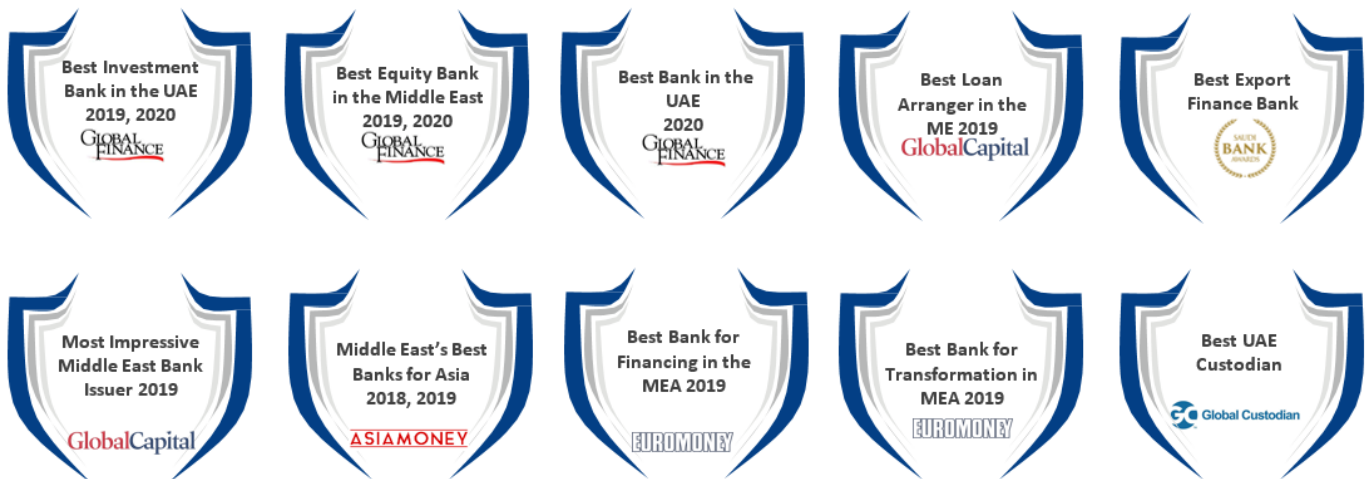 Best Investment
Bank in the UAE
2019, 2020
GLOBAL
FINANCE
Best Equity Bank
in the Middle East
2019, 2020
GLOBAL
FINANCE
Best Bank in the
UAE
2020
GLOBAL
FINANCE
Best Loan
Arranger in the
ME 2019
GlobalCapital
Best Export
Finance Bank
SAUDI
BANK
AWARDS
Most Impressive
Middle East Bank
Issuer 2019
GlobalCapital
Middle East’s Best
Banks for Asia
2018, 2019
ASIAMONEY
Best Bank for
Financing in the
MEA 2019
EUROMONEY
Best Bank for
Transformation in
MEA 2019
EUROMONEY
Best UAE
Custodian
GC Global Custodian